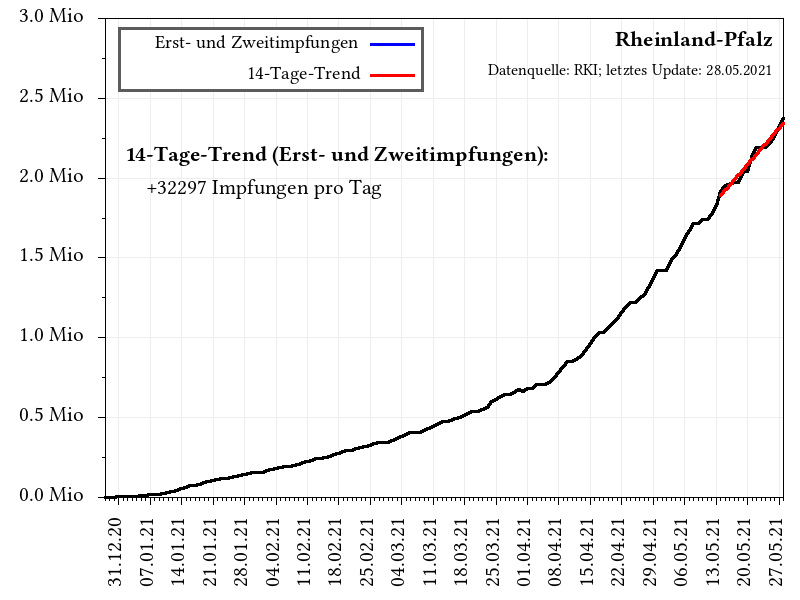 3.0 Mio
2.5 Mio
2.0 Mio
1.5 Mio
1.0 Mio
0.5 Mio
0.0 Mio
Erst- und Zweitimpfungen
14-Tage-Trend
Rheinland-Pfalz
Datenquelle: RKI; letztes Update: 28.05.2021
14-Tage-Trend (Erst- und Zweitimpfungen):
+32297 Impfungen pro Tag
31.12.20
07.01.21
14.01.21
21.01.21
28.01.21
04.02.21
11.02.21
18.02.21
25.02.21
04.03.21
11.03.21
18.03.21
25.03.21
01.04.21
08.04.21
15.04.21
22.04.21
29.04.21
06.05.21
13.05.21
20.05.21
27.05.21